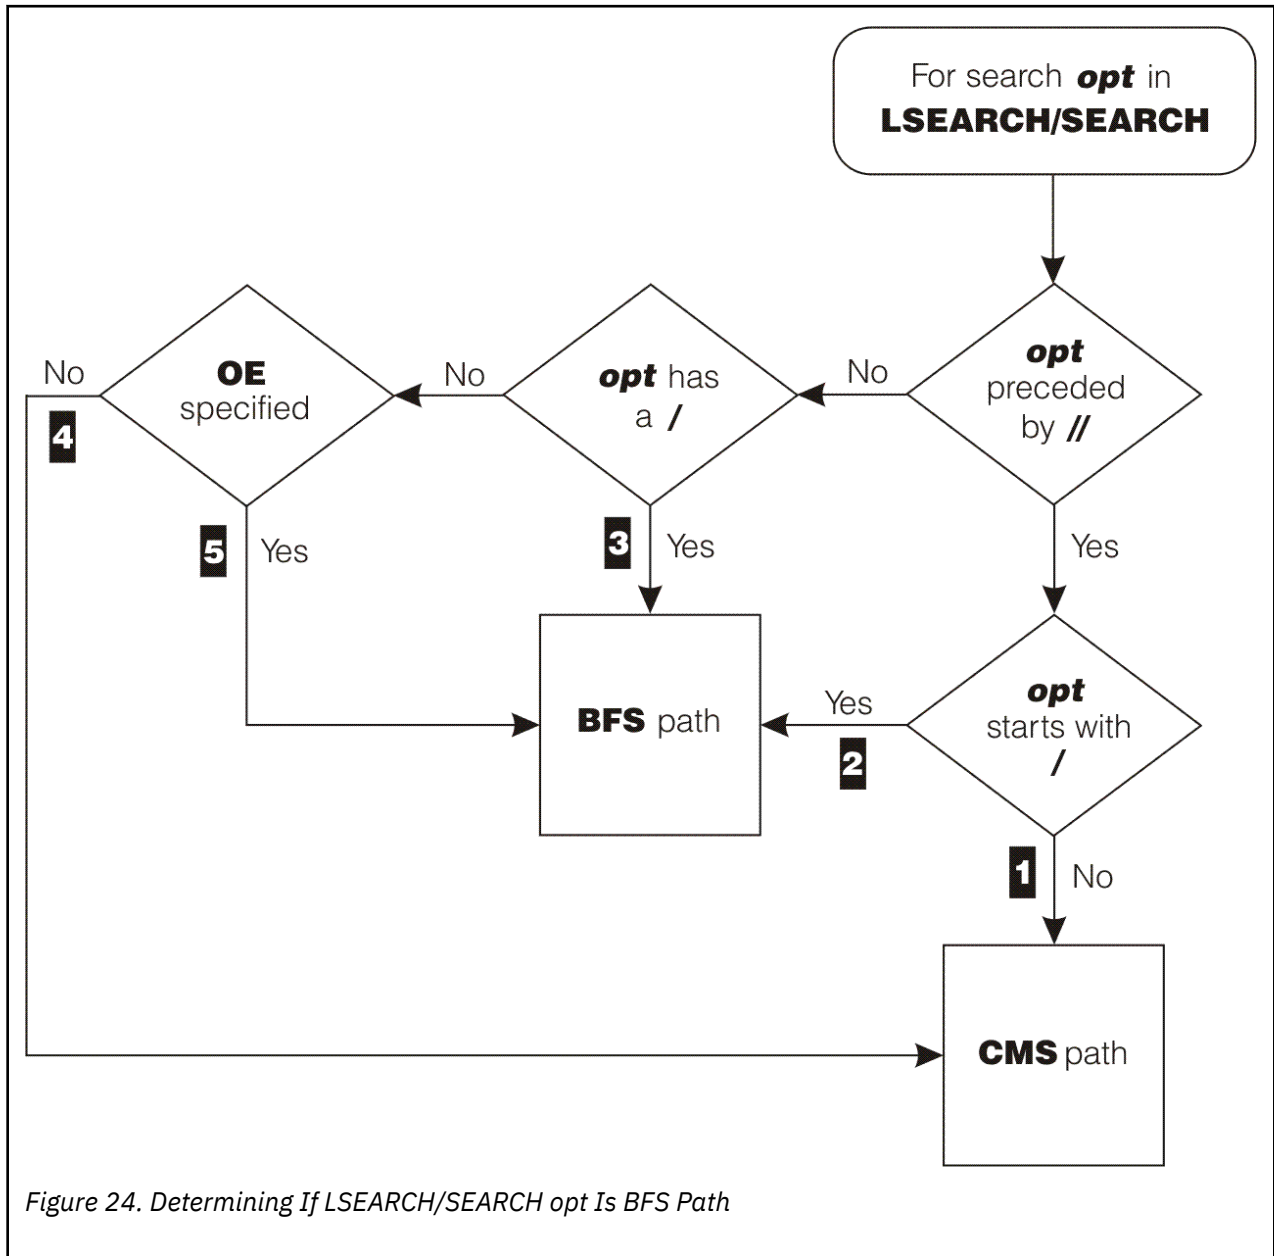 For search opt in
LSEARCH/SEARCH
opt
preceded
by //
No
opt has
a /
No
OE
specified
No
4
5
Yes
3
Yes
Yes
BFS path
Yes
2
opt
starts with
/
1
No
CMS path
Figure 24. Determining If LSEARCH/SEARCH opt Is BFS Path